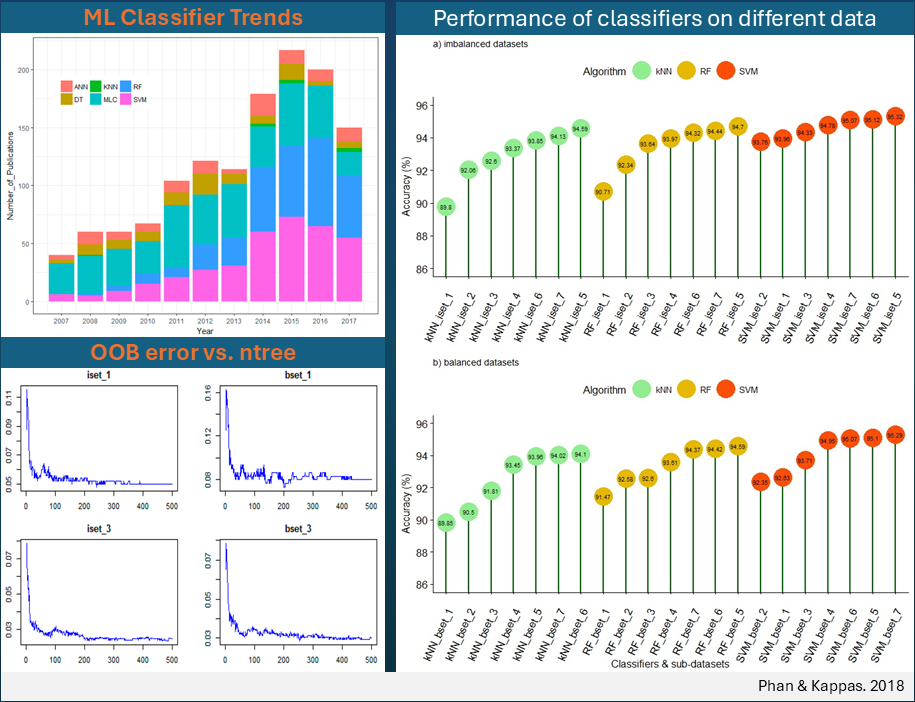 ML Classifier Trends
Number_of_Publications
200
150
100
50
0
ANN KNN RF
DT MLC SVM
2007 2008 2009 2010 2011 2012 2013 2014 2015 2016 2017
Year
OOB error vs. ntree
iset_1
0.11
0.09
0.07
0.05
0 100 200 300 400 500
bset_1
0.16
0.12
0.08
0 100 200 300 400 500
iset_3
0.07
0.05
0.03
0 100 200 300 400 500
bset_3
0.07
0.05
0.03
0 100 200 300 400 500
Performance of classifiers on different data
a) imbalanced datasets
Algorithm kNN RF SVM
Accuracy (%)
96
94
92
90
88
86
89.8 92.06 92.6 93.37 93.85 94.13 94.59 90.71 92.34 93.64 93.97 94.32 94.44 94.7 93.76 93.96 94.33 94.78 95.07 95.12 95.32
kNN_iset_1 kNN_iset_2 kNN_iset_3 kNN_iset_4 kNN_iset_6 kNN_iset_7 kNN_iset_5 RF_iset_1 RF_iset_2 RF_iset_3 RF_iset_4 RF_iset_6 RF_iset_7 RF_iset_5 SVM_iset_2 SVM_iset_1 SVM_iset_3 SVM_iset_4 SVM_iset_7 SVM_iset_6 SVM_iset_5
b) balanced datasets
Algorithm kNN RF SVM
Accuracy (%)
96
94
92
90
88
86
89.85 90.5 91.81 93.45 93.96 94.02 94.1 91.47 92.58 92.6 93.61 94.37 94.42 94.59 92.35 92.63 93.71 94.95 95.07 95.1 95.29
kNN_bset_1 kNN_bset_2 kNN_bset_3 kNN_bset_4 kNN_bset_5 kNN_bset_7 kNN_bset_6 RF_bset_1 RF_bset_2 RF_bset_3 RF_bset_4 RF_bset_7 RF_bset_6 RF_bset_5 SVM_bset_2 SVM_bset_1 SVM_bset_3 SVM_bset_4 SVM_bset_6 SVM_bset_5 SVM_bset_7
Classifiers & sub-datasets
Phan & Kappas. 2018